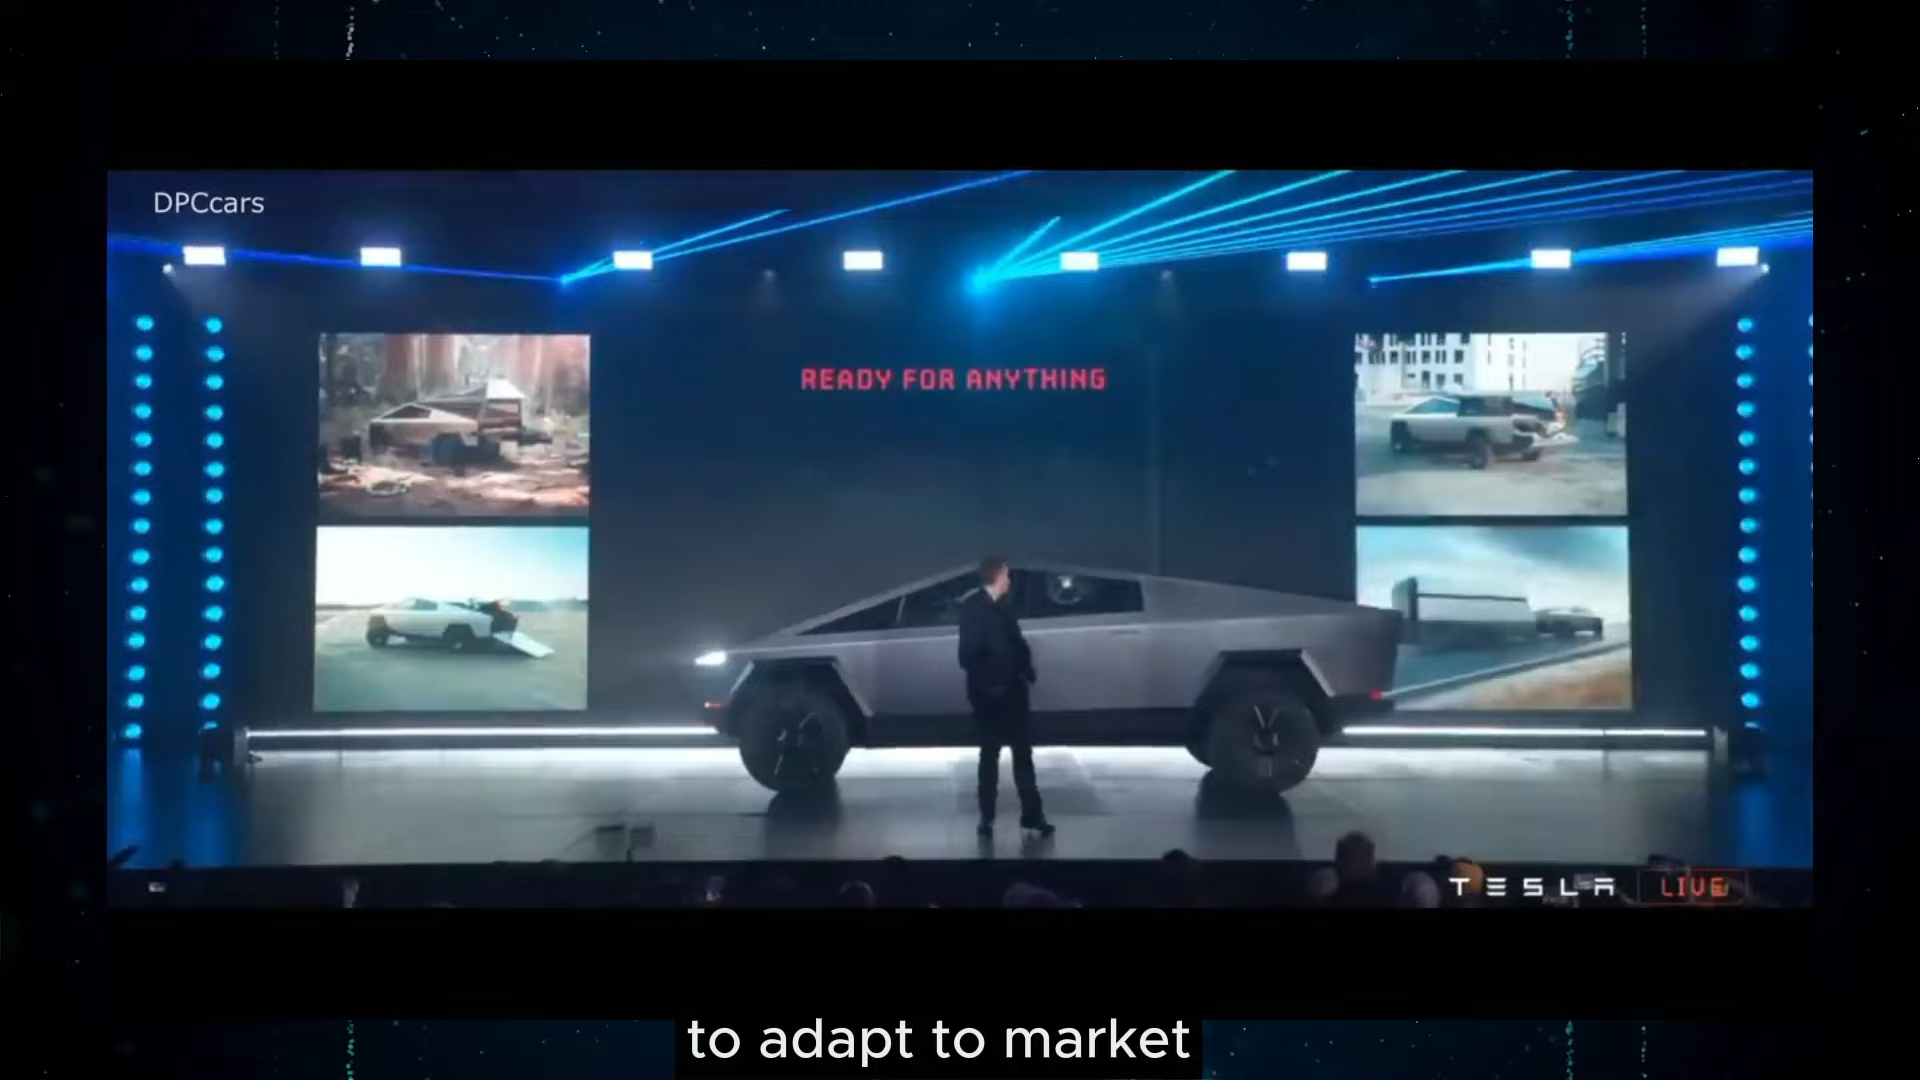 DPCcars
READY FOR ANYTHING
TESLA LIVE
to adapt to market